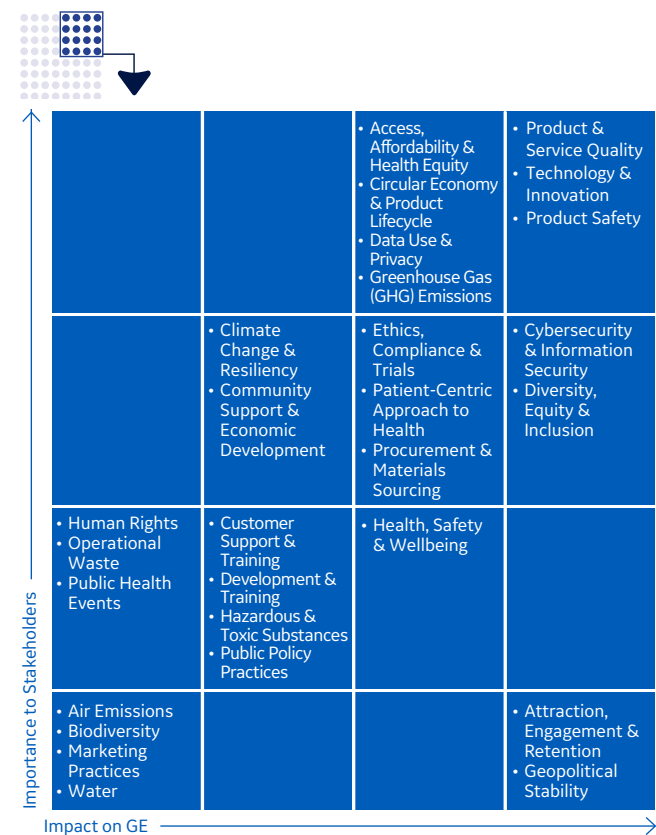 • Access,
Affordability &
Health Equity
• Circular Economy
& Product
Lifecycle
• Data Use &
Privacy
• Greenhouse Gas
(GHG) Emissions
• Product &
Service Quality
• Technology &
Innovation
• Product Safety
• Climate
Change &
Resiliency
• Community
Support &
Economic
Development
• Ethics,
Compliance &
Trials
• Patient-Centric
Approach to
Health
• Procurement &
Materials
Sourcing
• Cybersecurity
& Information
Security
• Diversity,
Equity &
Inclusion
• Human Rights
• Operational
Waste
• Public Health
Events
• Customer
Support &
Training
• Development &
Training
• Hazardous &
Toxic Substances
• Public Policy
Practices
• Health, Safety
& Wellbeing
• Air Emissions
• Biodiversity
• Marketing
Practices
• Water
• Attraction,
Engagement &
Retention
• Geopolitical
Stability
Importance to Stakeholders
Impact on GE